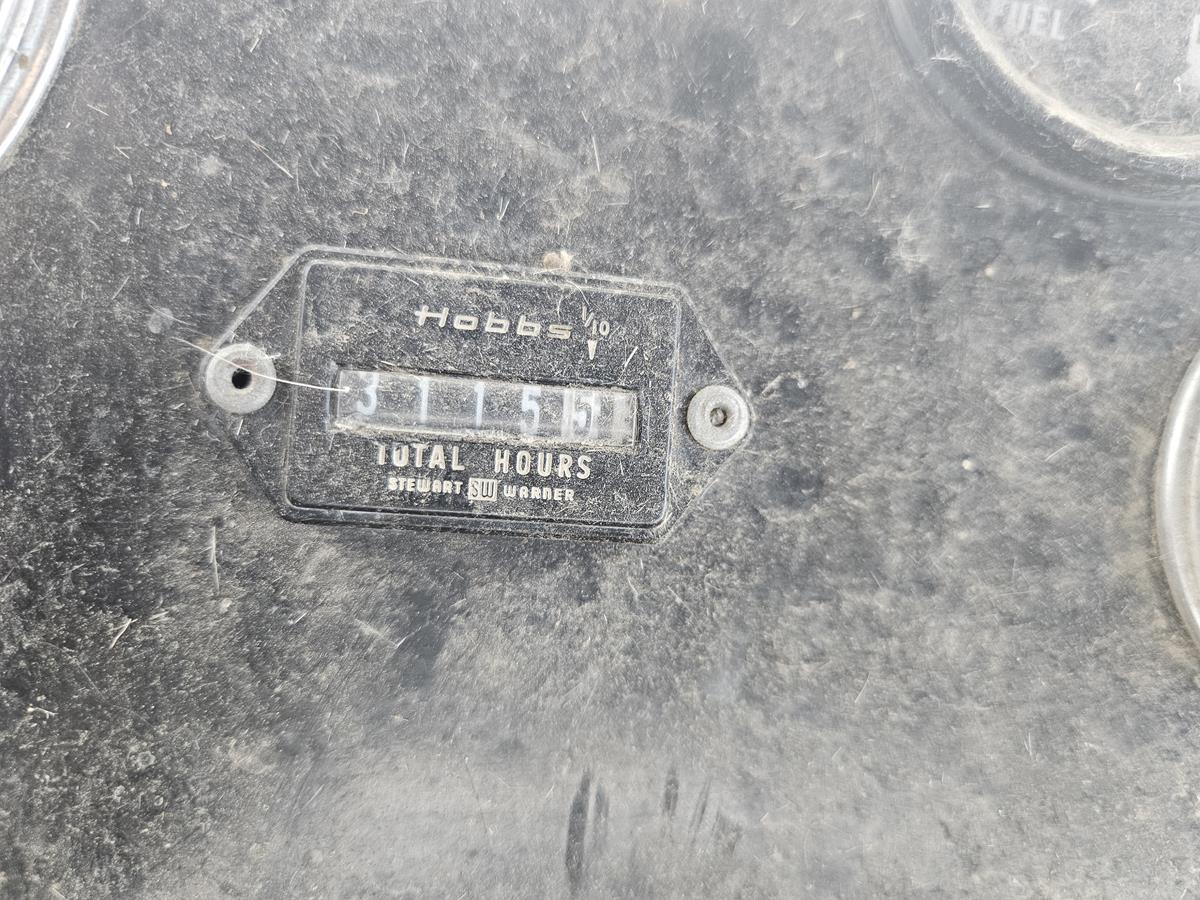 FUEL
Hobbs 1/10
31155
TOTAL HOURS
STEWART SW WARNER